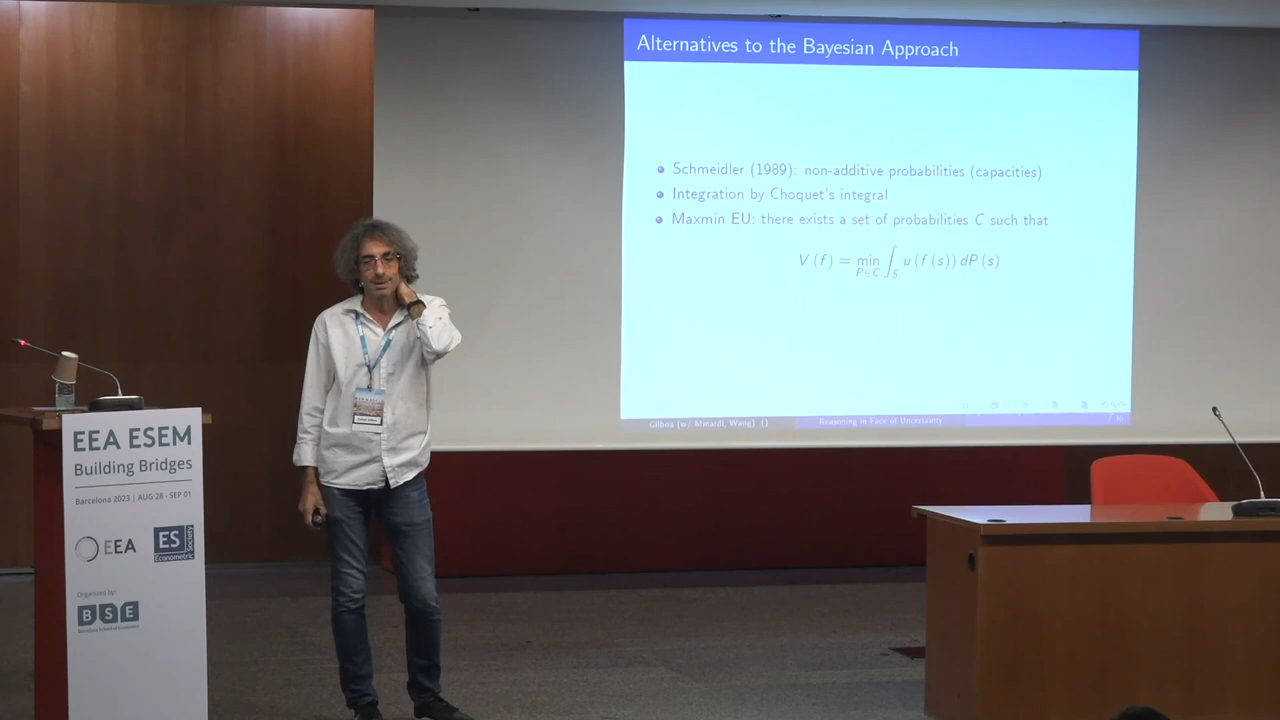 Alternatives to the Bayesian Approach
Schmeidler (1989): non-additive probabilities (capacities)
Integration by Choquet's integral
Maxmin EU: there exists a set of probabilities C such that
V (f) = min P∈C ∫S u (f (s)) dP (s)
Gilboa (w/ Minardi, Wang) ()
Reasoning in Face of Uncertainty
EEA ESEM
Building Bridges
Barcelona 2023 | AUG 28 - SEP 01
EEA
ES
Econometric
Society
Organized by:
BSE
Barcelona School of Economics